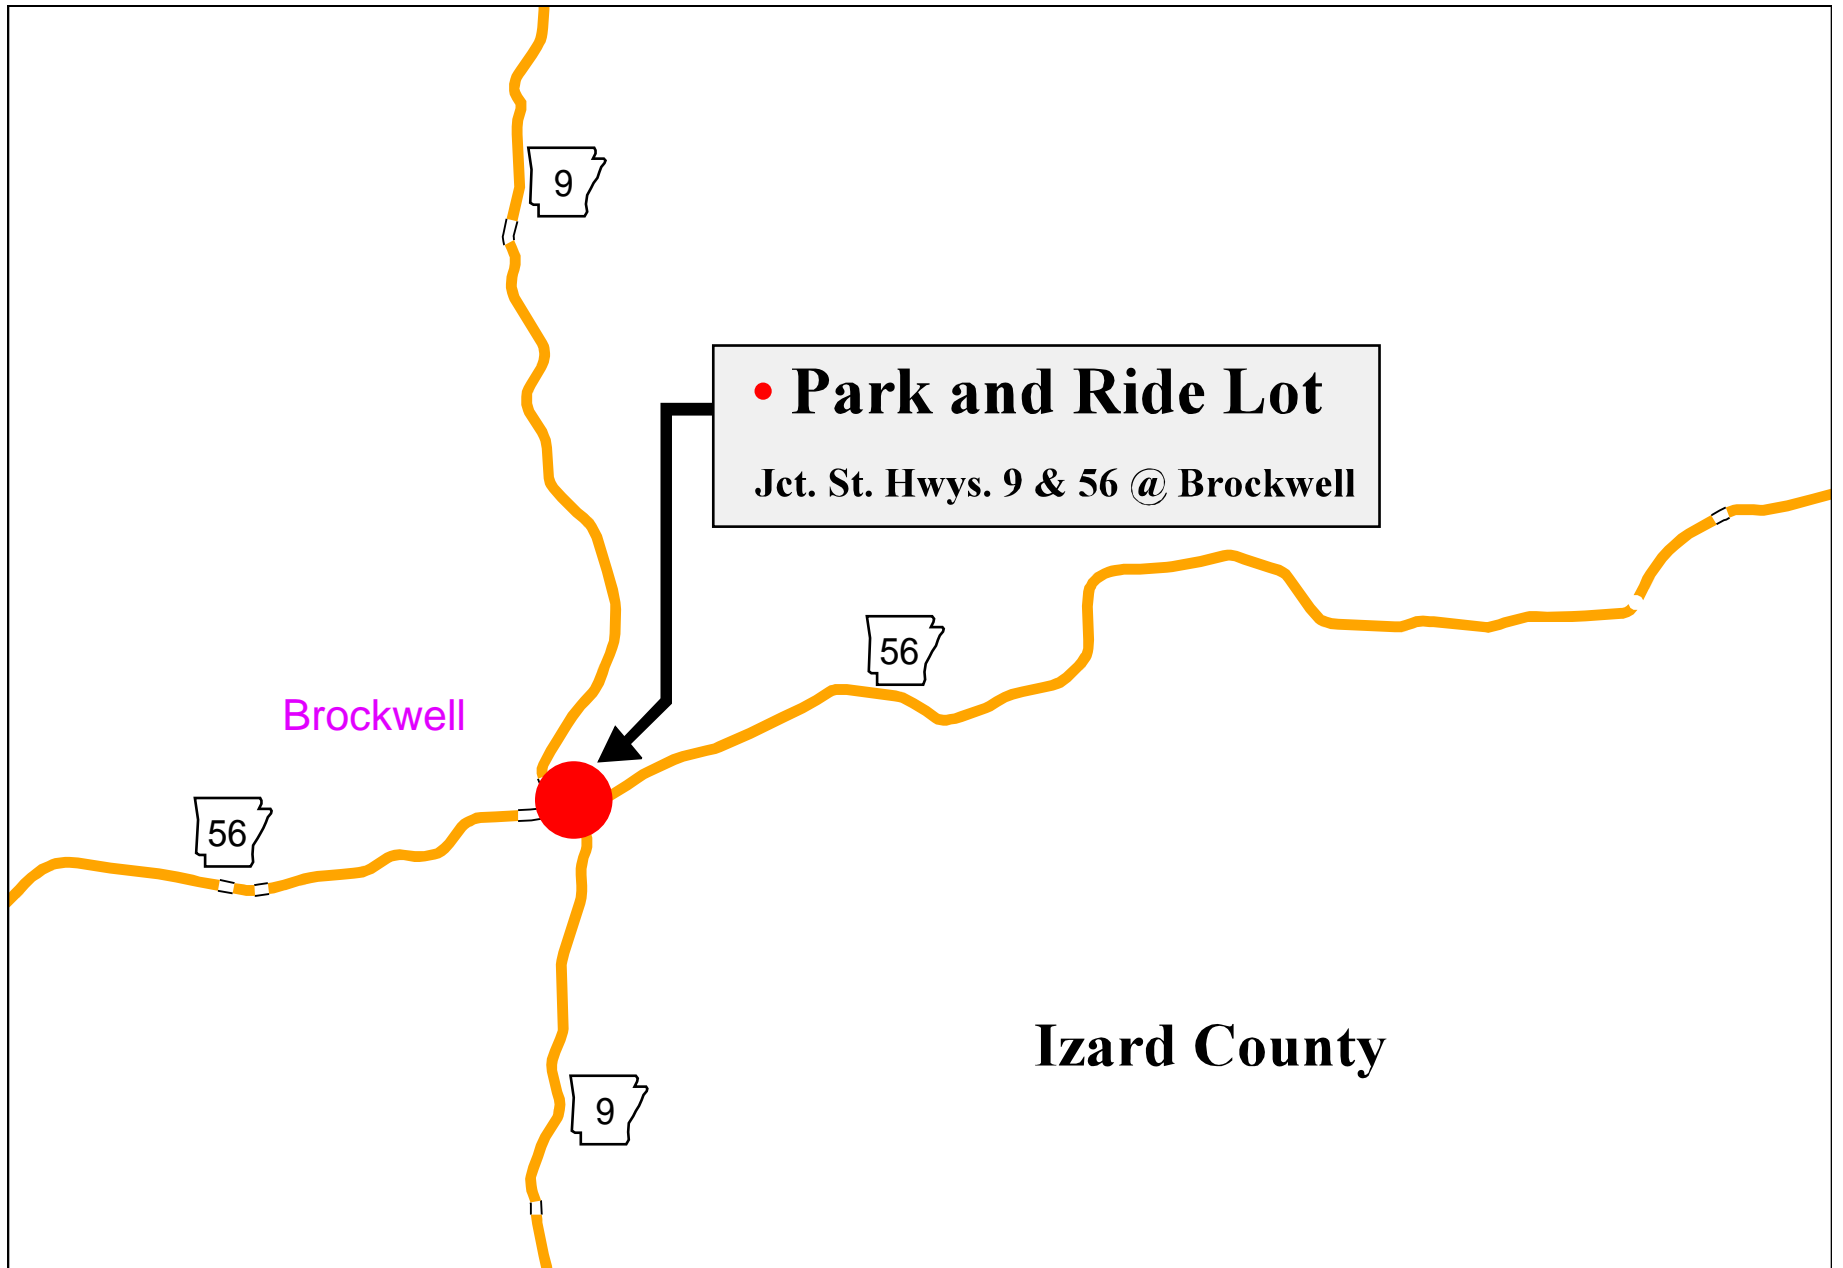 9
• Park and Ride Lot
Jct. St. Hwys. 9 & 56 @ Brockwell
56
Brockwell
56
Izard County
9